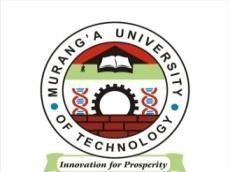 MURANG'A UNIVERSITY
OF TECHNOLOGY
Innovation for Prosperity